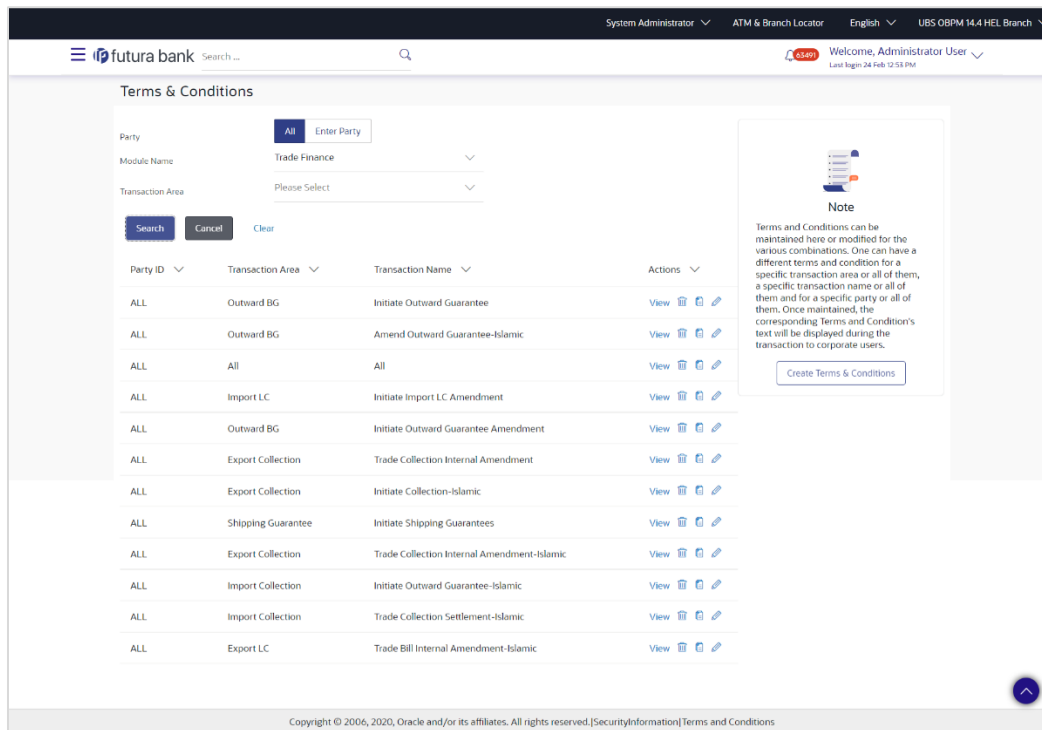 System Administrator ATM & Branch Locator English UBS OBPM 14.4 HEL Branch
futura bank Search ... 63491 Welcome, Administrator User
Last login 24 Feb 12:53 PM
Terms & Conditions
Party All Enter Party
Module Name Trade Finance
Transaction Area Please Select
Search Cancel Clear
Party ID Transaction Area Transaction Name Actions
ALL Outward BG Initiate Outward Guarantee View
ALL Outward BG Amend Outward Guarantee-Islamic View
ALL All All View
ALL Import LC Initiate Import LC Amendment View
ALL Outward BG Initiate Outward Guarantee Amendment View
ALL Export Collection Trade Collection Internal Amendment View
ALL Export Collection Initiate Collection-Islamic View
ALL Shipping Guarantee Initiate Shipping Guarantees View
ALL Export Collection Trade Collection Internal Amendment-Islamic View
ALL Import Collection Initiate Outward Guarantee-Islamic View
ALL Import Collection Trade Collection Settlement-Islamic View
ALL Export LC Trade Bill Internal Amendment-Islamic View
Note
Terms and Conditions can be
maintained here or modified for the
various combinations. One can have a
different terms and condition for a
specific transaction area or all of them,
a specific transaction name or all of
them and for a specific party or all of
them. Once maintained, the
corresponding Terms and Condition's
text will be displayed during the
transaction to corporate users.
Create Terms & Conditions
Copyright © 2006, 2020, Oracle and/or its affiliates. All rights reserved.|SecurityInformation|Terms and Conditions